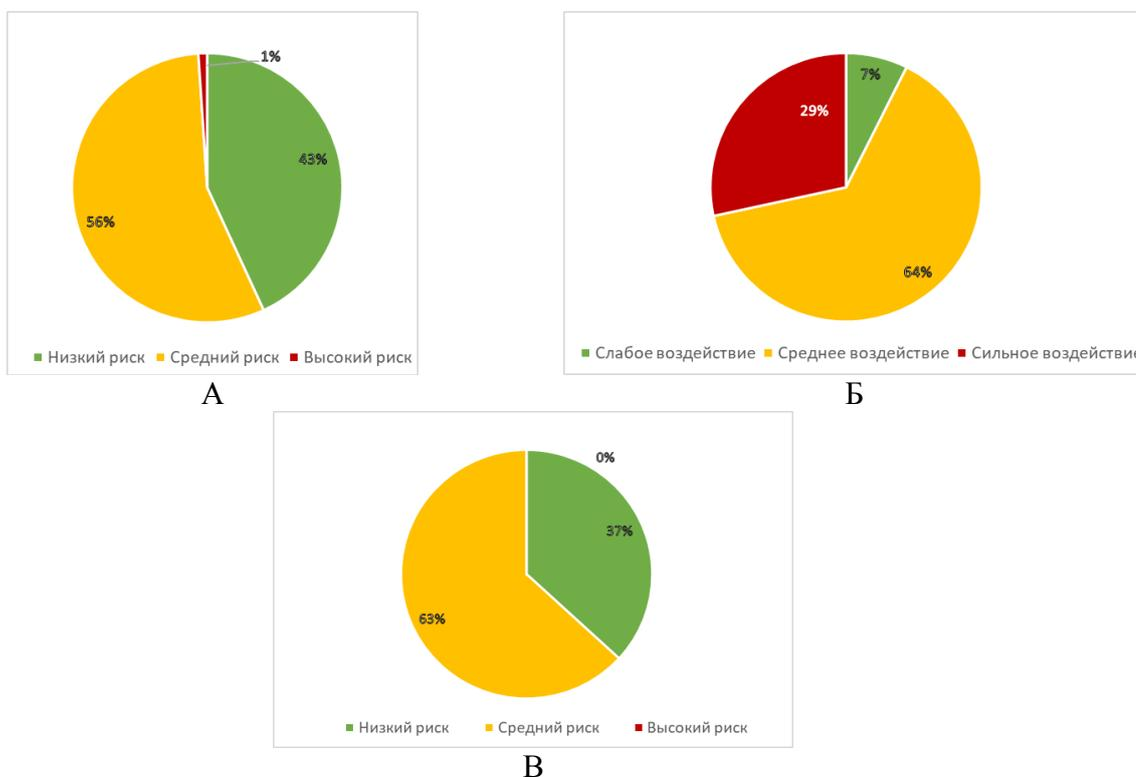 1%
43%
56%
Низкий риск Средний риск Высокий риск
А
7%
29%
64%
Слабое воздействие Среднее воздействие Сильное воздействие
Б
0%
37%
63%
Низкий риск Средний риск Высокий риск
В